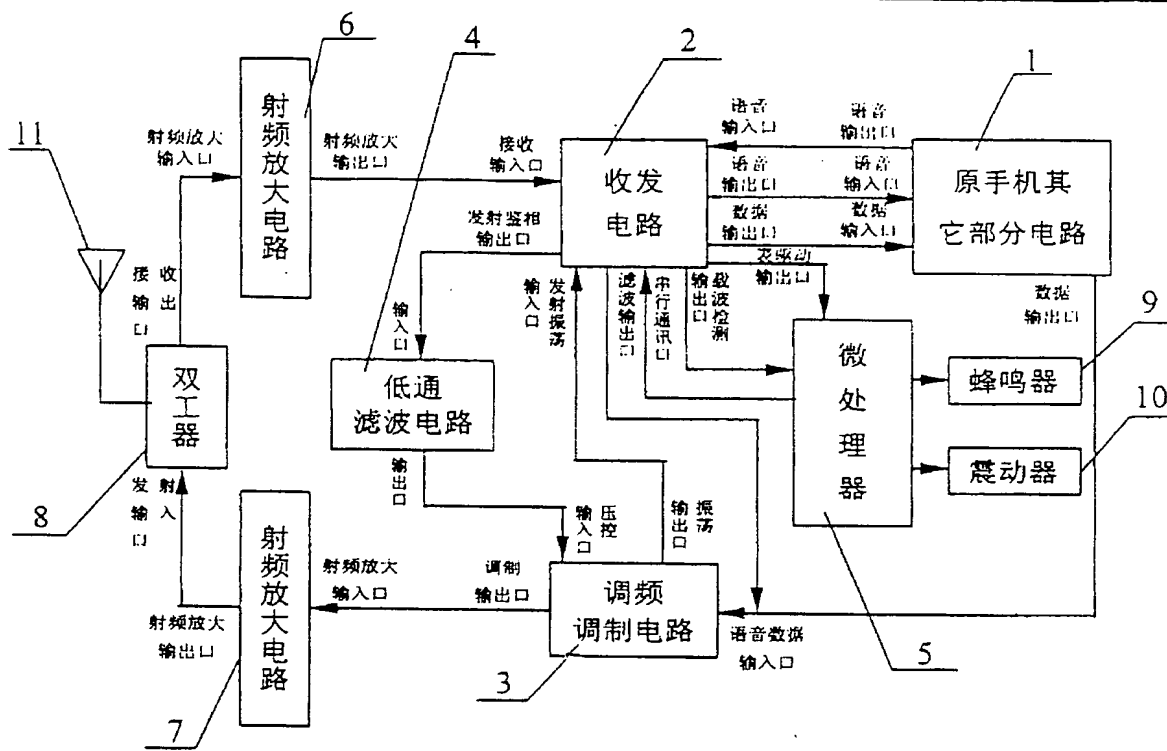 6
4
2
1
11
射频放大
输入口
射频放大电路
射频放大
输出口
接收
输入口
收发
电路
语音
输入口
语音
输出口
语音
输出口
语音
输入口
数据
输出口
数据
输入口
原手机其
它部分电路
发射鉴相
输出口
表驱动
输出口
数据
输出口
接收
输出口
输入口
发射振荡
输入口
滤波输出口
串行通讯口
载波检测
输出口
9
双工器
低通
滤波电路
微处理器
蜂鸣器
10
震动器
8
发射
输入口
输出口
压控
输入口
振荡
输出口
5
射频放大电路
射频放大
输入口
调制
输出口
调频
调制电路
语音数据
输入口
射频放大
输出口
7
3